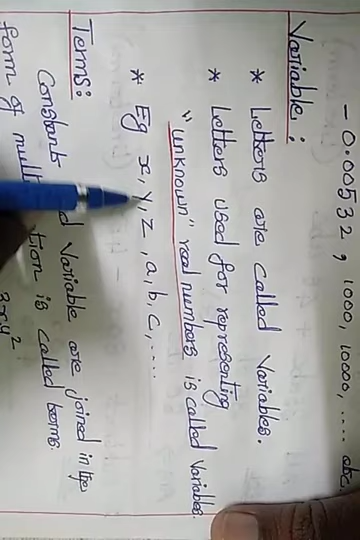 - 0.00532, 1000, 10000, .... etc
Variable :
* Letters are called Variables.
* Letters used for representing
"unknown" real numbers is called Variables.
* Eg x, y, z, a, b, c, ....
Terms:
Constants Variable are joined in the
form of is called terms.